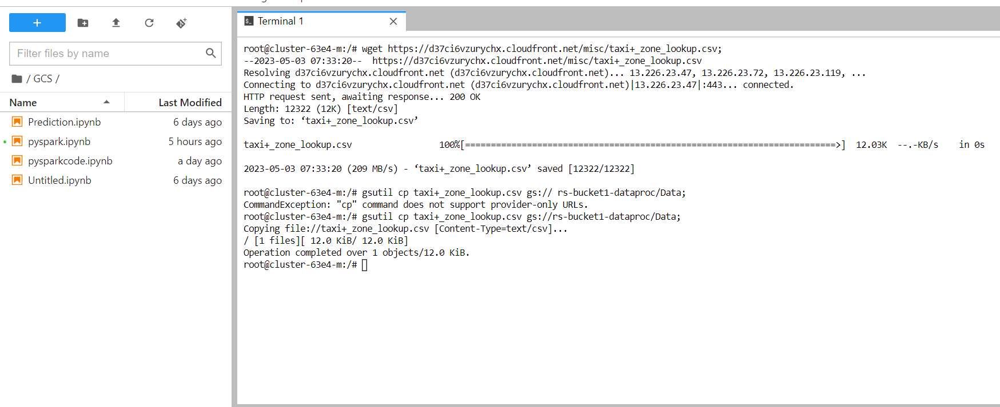 +
Filter files by name
/ GCS /
Name Last Modified
Prediction.ipynb 6 days ago
pyspark.ipynb 5 hours ago
pysparkcode.ipynb a day ago
Untitled.ipynb 6 days ago
$_ Terminal 1 ×
root@cluster-63e4-m:/# wget https://d37ci6vzurychx.cloudfront.net/misc/taxi+_zone_lookup.csv;
--2023-05-03 07:33:20--  https://d37ci6vzurychx.cloudfront.net/misc/taxi+_zone_lookup.csv
Resolving d37ci6vzurychx.cloudfront.net (d37ci6vzurychx.cloudfront.net)... 13.226.23.47, 13.226.23.72, 13.226.23.119, ...
Connecting to d37ci6vzurychx.cloudfront.net (d37ci6vzurychx.cloudfront.net)|13.226.23.47|:443... connected.
HTTP request sent, awaiting response... 200 OK
Length: 12322 (12K) [text/csv]
Saving to: ‘taxi+_zone_lookup.csv’
taxi+_zone_lookup.csv 100%[========================================================================>] 12.03K --.-KB/s in 0s
2023-05-03 07:33:20 (209 MB/s) - ‘taxi+_zone_lookup.csv’ saved [12322/12322]
root@cluster-63e4-m:/# gsutil cp taxi+_zone_lookup.csv gs:// rs-bucket1-dataproc/Data;
CommandException: "cp" command does not support provider-only URLs.
root@cluster-63e4-m:/# gsutil cp taxi+_zone_lookup.csv gs://rs-bucket1-dataproc/Data;
Copying file://taxi+_zone_lookup.csv [Content-Type=text/csv]...
/ [1 files][ 12.0 KiB/ 12.0 KiB]
Operation completed over 1 objects/12.0 KiB.
root@cluster-63e4-m:/#